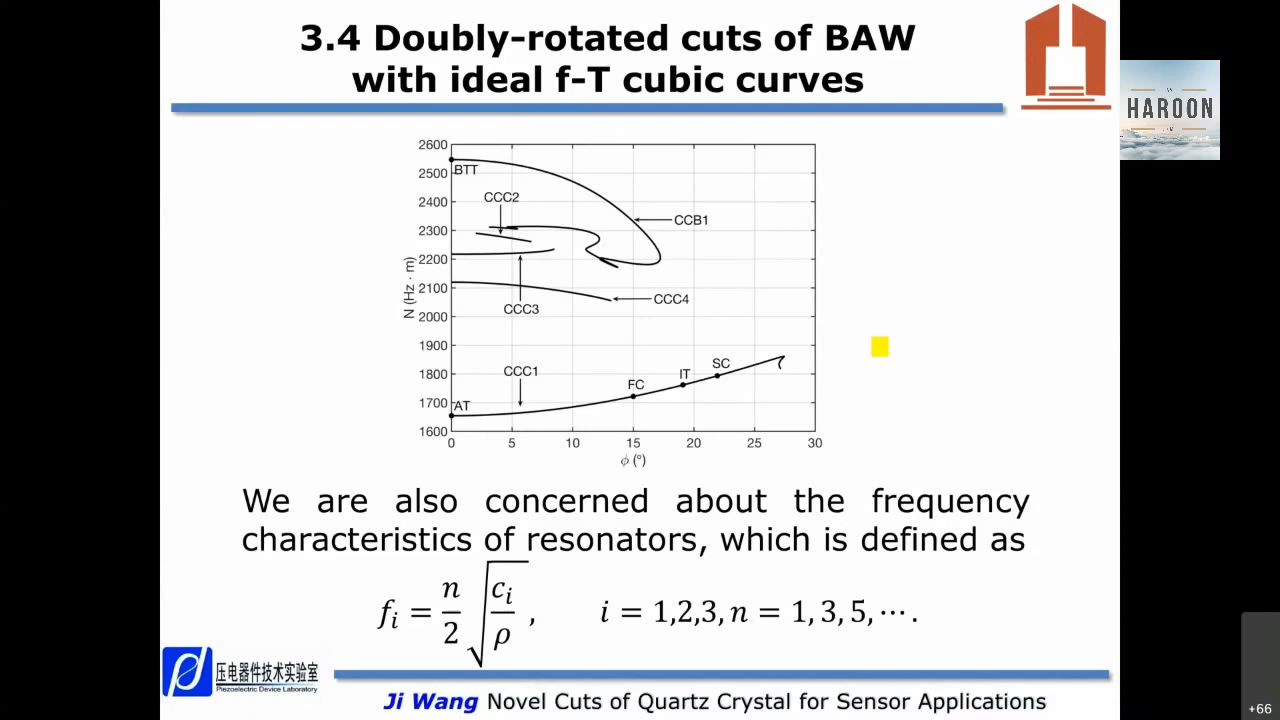 3.4 Doubly-rotated cuts of BAW
with ideal f-T cubic curves
HAROON
2600
2500
2400
2300
2200
2100
2000
1900
1800
1700
1600
N (Hz · m)
BTT
CCC2
CCB1
CCC3
CCC4
CCC1
AT
FC
IT
SC
0 5 10 15 20 25 30
ϕ (°)
We are also concerned about the frequency
characteristics of resonators, which is defined as
fᵢ = n/2 √(cᵢ/ρ), i = 1,2,3, n = 1, 3, 5, ⋯.
压电器件技术实验室
Piezoelectric Device Laboratory
Ji Wang Novel Cuts of Quartz Crystal for Sensor Applications
+66